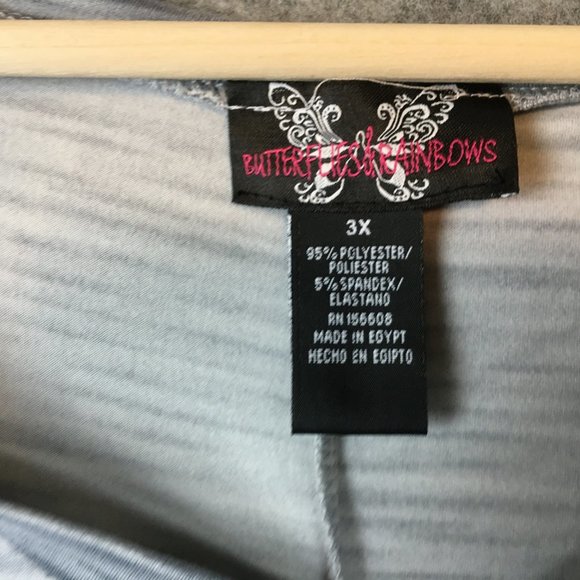 BUTTERFLIES & RAINBOWS
3X
95% POLYESTER/
POLIESTER
5% SPANDEX/
ELASTANO
RN 156608
MADE IN EGYPT
HECHO EN EGIPTO